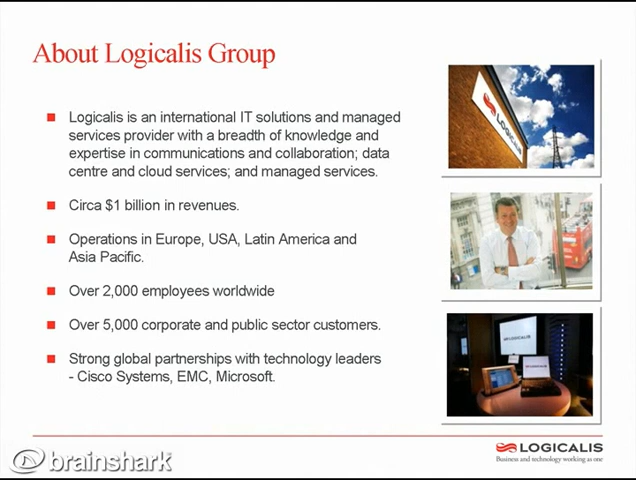 About Logicalis Group
Logicalis is an international IT solutions and managed
services provider with a breadth of knowledge and
expertise in communications and collaboration; data
centre and cloud services; and managed services.
Circa $1 billion in revenues.
Operations in Europe, USA, Latin America and
Asia Pacific.
Over 2,000 employees worldwide
Over 5,000 corporate and public sector customers.
Strong global partnerships with technology leaders
- Cisco Systems, EMC, Microsoft.
LOGICALIS
LOGICALIS
LOGICALIS
LOGICALIS
Business and technology working as one
brainshark